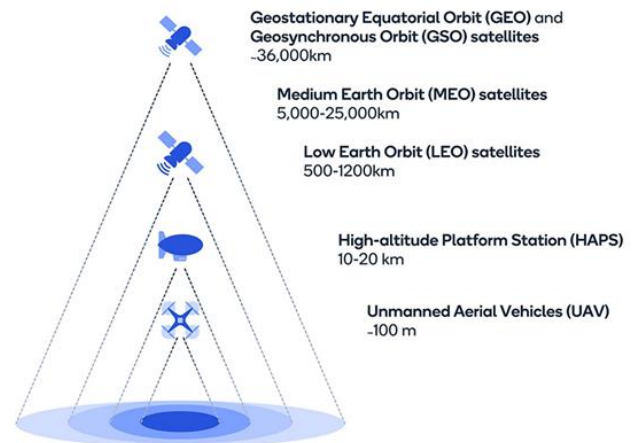 Geostationary Equatorial Orbit (GEO) and
Geosynchronous Orbit (GSO) satellites
~36,000km
Medium Earth Orbit (MEO) satellites
5,000-25,000km
Low Earth Orbit (LEO) satellites
500-1200km
High-altitude Platform Station (HAPS)
10-20 km
Unmanned Aerial Vehicles (UAV)
~100 m